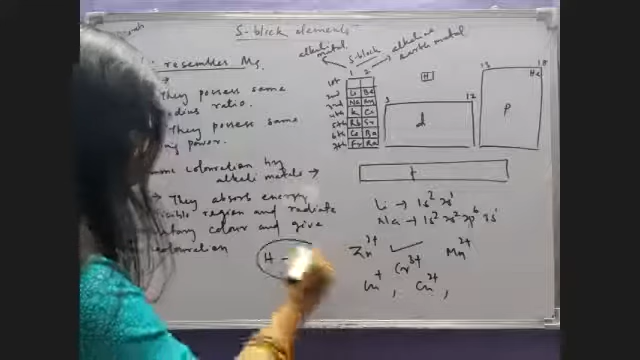 S-block elements
alkali metal
S-block
alkaline earth metal
resembles Mg.
They possess same
radius ratio.
They possess same
power.
colouration by
alkali metals →
They absorb energy
visible region and radiate
colour and give
colouration
1 2
1st
2nd Li Be
3rd Na Mg
4th K Ca
5th Rb Sr
6th Cs Ba
7th Fr Ra
H
3 12
d
13 18
He
p
f
Li → 1s² 2s¹
Na → 1s² 2s² 2p⁶ 3s¹
Zn²⁺ Mn²⁺
Cr³⁺
Cu⁺, Cu²⁺,
H -